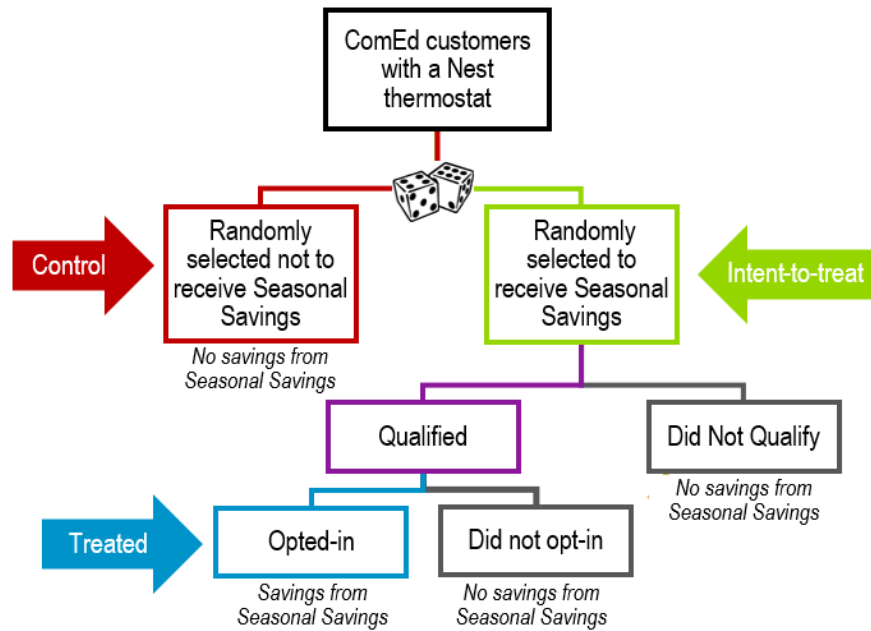 ComEd customers
with a Nest
thermostat
Control
Randomly
selected not to
receive Seasonal
Savings
Randomly
selected to
receive Seasonal
Savings
Intent-to-treat
No savings from
Seasonal Savings
Qualified
Did Not Qualify
No savings from
Seasonal Savings
Treated
Opted-in
Did not opt-in
Savings from
Seasonal Savings
No savings from
Seasonal Savings